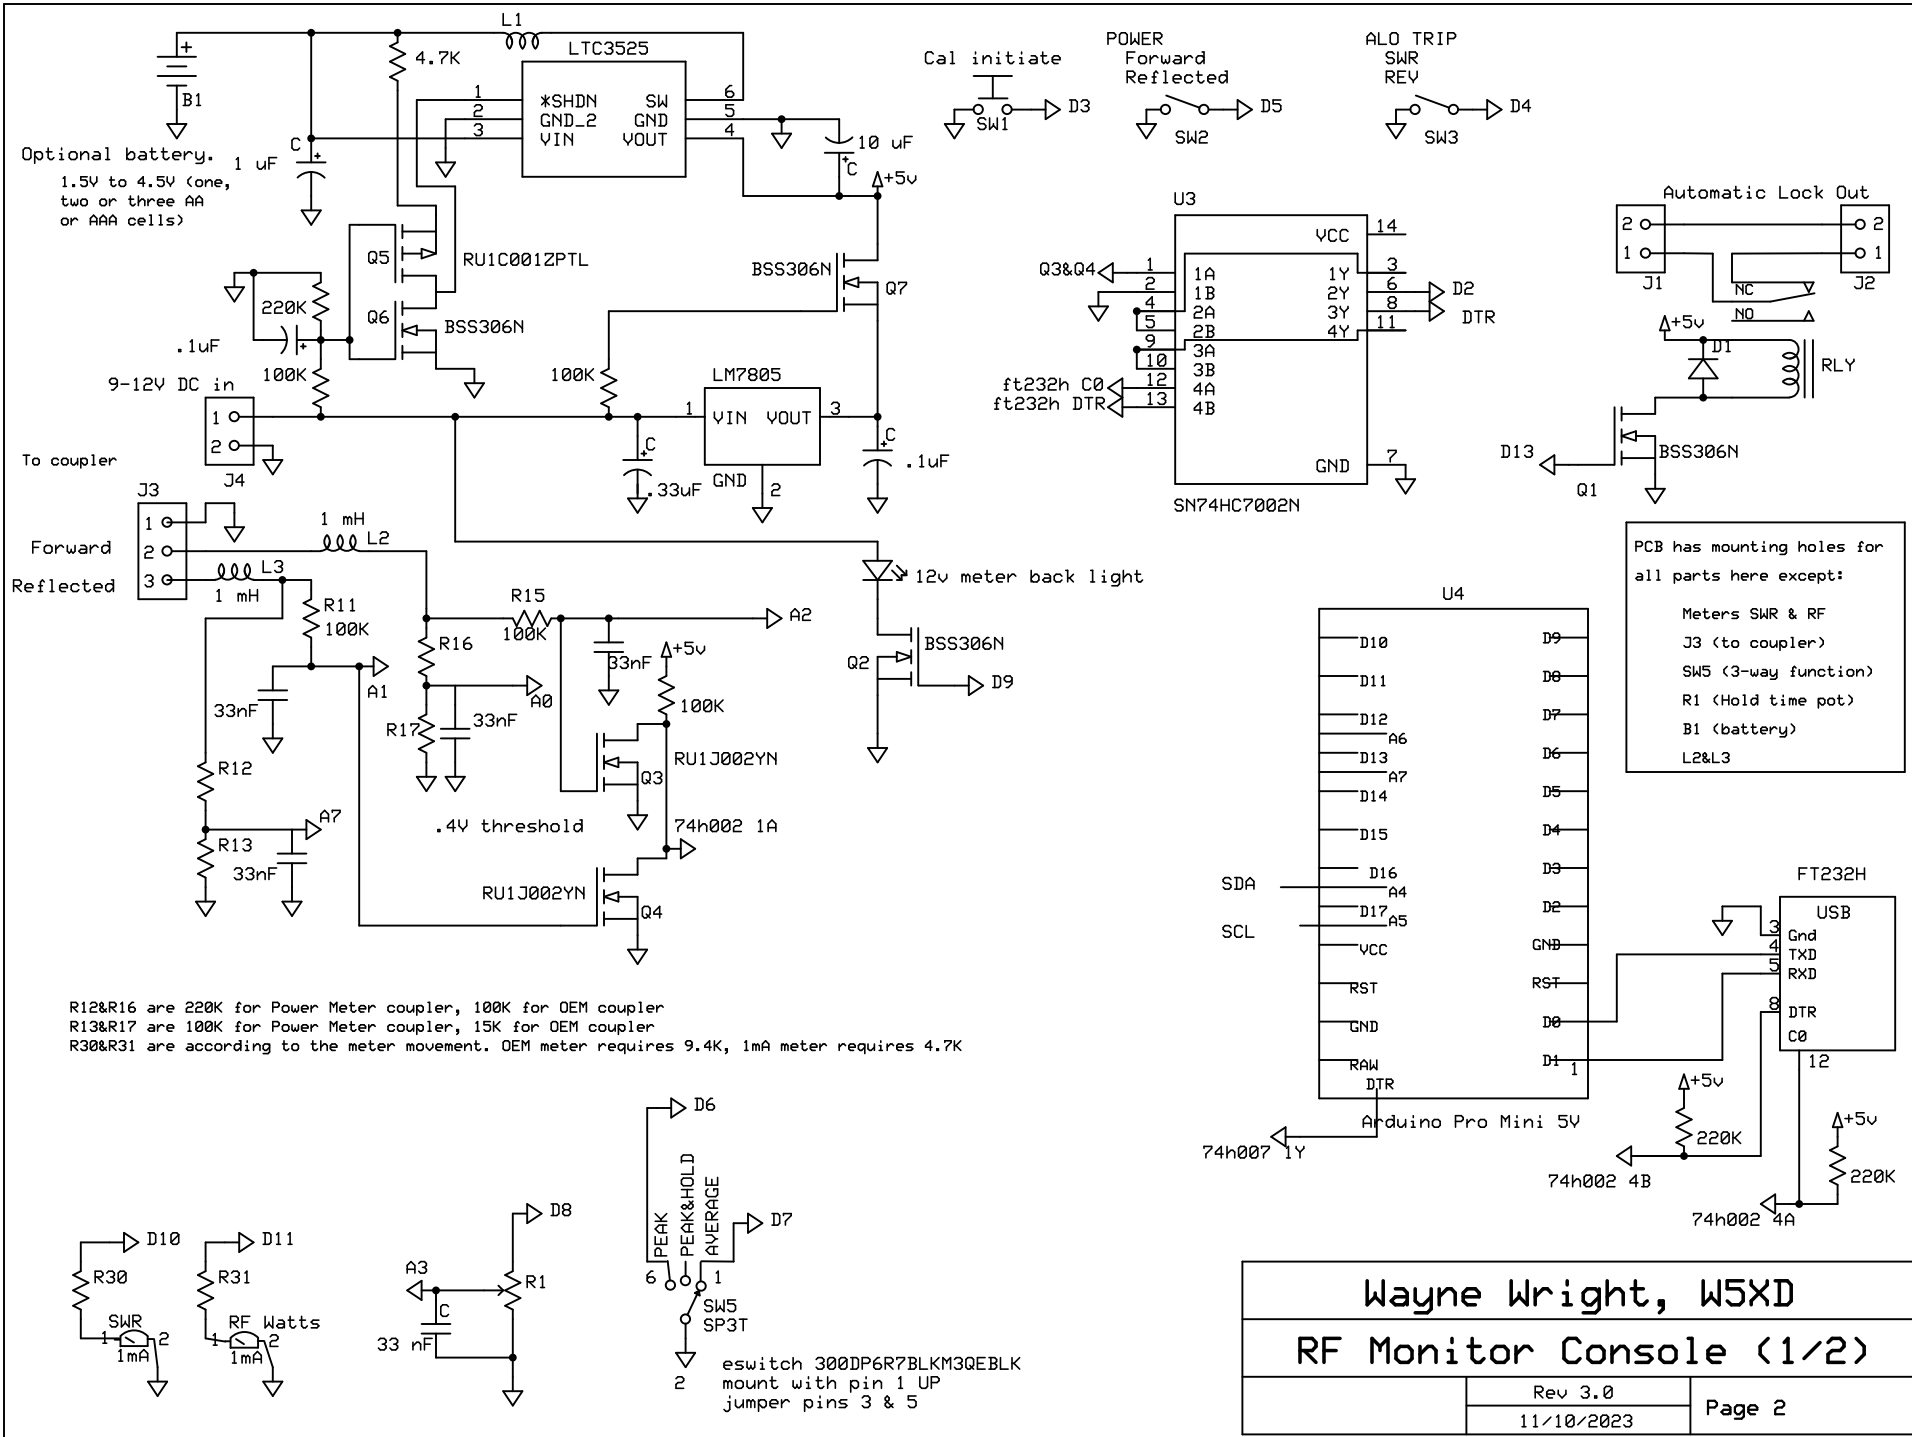 L1
LTC3525
4.7K
+
B1
1 *SHDN SW 6
2 GND_2 GND 5
3 VIN VOUT 4
Optional battery.
1.5V to 4.5V (one,
two or three AA
or AAA cells)
C
+
1 uF
10 uF
+
C
+5v
Q5
RU1C001ZPTL
Q6
BSS306N
220K
.1uF
+
100K
BSS306N
Q7
100K
LM7805
1 VIN VOUT 3
GND 2
C
+
.33uF
C
+
.1uF
9-12V DC in
1
2
J4
Cal initiate
SW1
D3
POWER
Forward
Reflected
SW2
D5
ALO TRIP
SWR
REV
SW3
D4
U3
VCC 14
Q3&Q4 1 1A 1Y 3
2 1B 2Y 6 D2
4 2A 3Y 8 DTR
5 2B 4Y 11
9 3A
10 3B
ft232h C0 12 4A
ft232h DTR 13 4B
GND 7
SN74HC7002N
Automatic Lock Out
2
1
J1
2
1
J2
NC
NO
+5v
D1
RLY
D13
BSS306N
Q1
To coupler
J3
1
2
3
Forward
Reflected
1 mH
L2
L3
1 mH
R11
100K
A1
33nF
R12
A7
R13
33nF
R16
R17
A0
33nF
R15
100K
A2
33nF
+5v
100K
RU1J002YN
Q3
.4V threshold
74h002 1A
RU1J002YN
Q4
12v meter back light
BSS306N
Q2
D9
PCB has mounting holes for
all parts here except:
Meters SWR & RF
J3 (to coupler)
SW5 (3-way function)
R1 (Hold time pot)
B1 (battery)
L2&L3
U4
D10 D9
D11 D8
D12 D7
A6
D13 D6
A7
D14 D5
D15 D4
D16 D3
SDA A4
D17 D2
SCL A5
VCC GND
RST RST
GND D0
RAW D1 1
DTR
Arduino Pro Mini 5V
74h007 1Y
FT232H
USB
3 Gnd
4 TXD
5 RXD
8 DTR
C0
12
+5v
220K
74h002 4B
+5v
220K
74h002 4A
R12&R16 are 220K for Power Meter coupler, 100K for OEM coupler
R13&R17 are 100K for Power Meter coupler, 15K for OEM coupler
R30&R31 are according to the meter movement. OEM meter requires 9.4K, 1mA meter requires 4.7K
D10
R30
SWR
1 2
1mA
D11
R31
RF Watts
1 2
1mA
D8
A3
R1
C
33 nF
D6
PEAK
PEAK&HOLD
AVERAGE
D7
6 1
SW5
SP3T
2
eswitch 300DP6R7BLKM3QEBLK
mount with pin 1 UP
jumper pins 3 & 5
Wayne Wright, W5XD
RF Monitor Console (1/2)
Rev 3.0
11/10/2023
Page 2